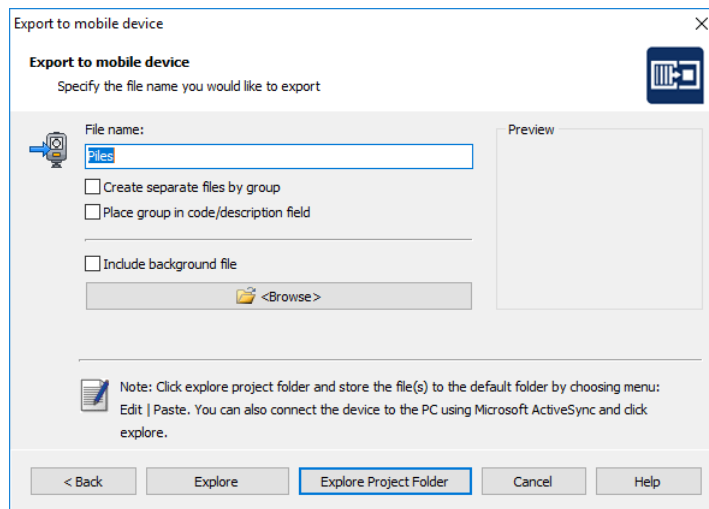 Export to mobile device
Export to mobile device
Specify the file name you would like to export
File name:
Piles
Preview
Create separate files by group
Place group in code/description field
Include background file
<Browse>
Note: Click explore project folder and store the file(s) to the default folder by choosing menu:
Edit | Paste. You can also connect the device to the PC using Microsoft ActiveSync and click
explore.
< Back
Explore
Explore Project Folder
Cancel
Help